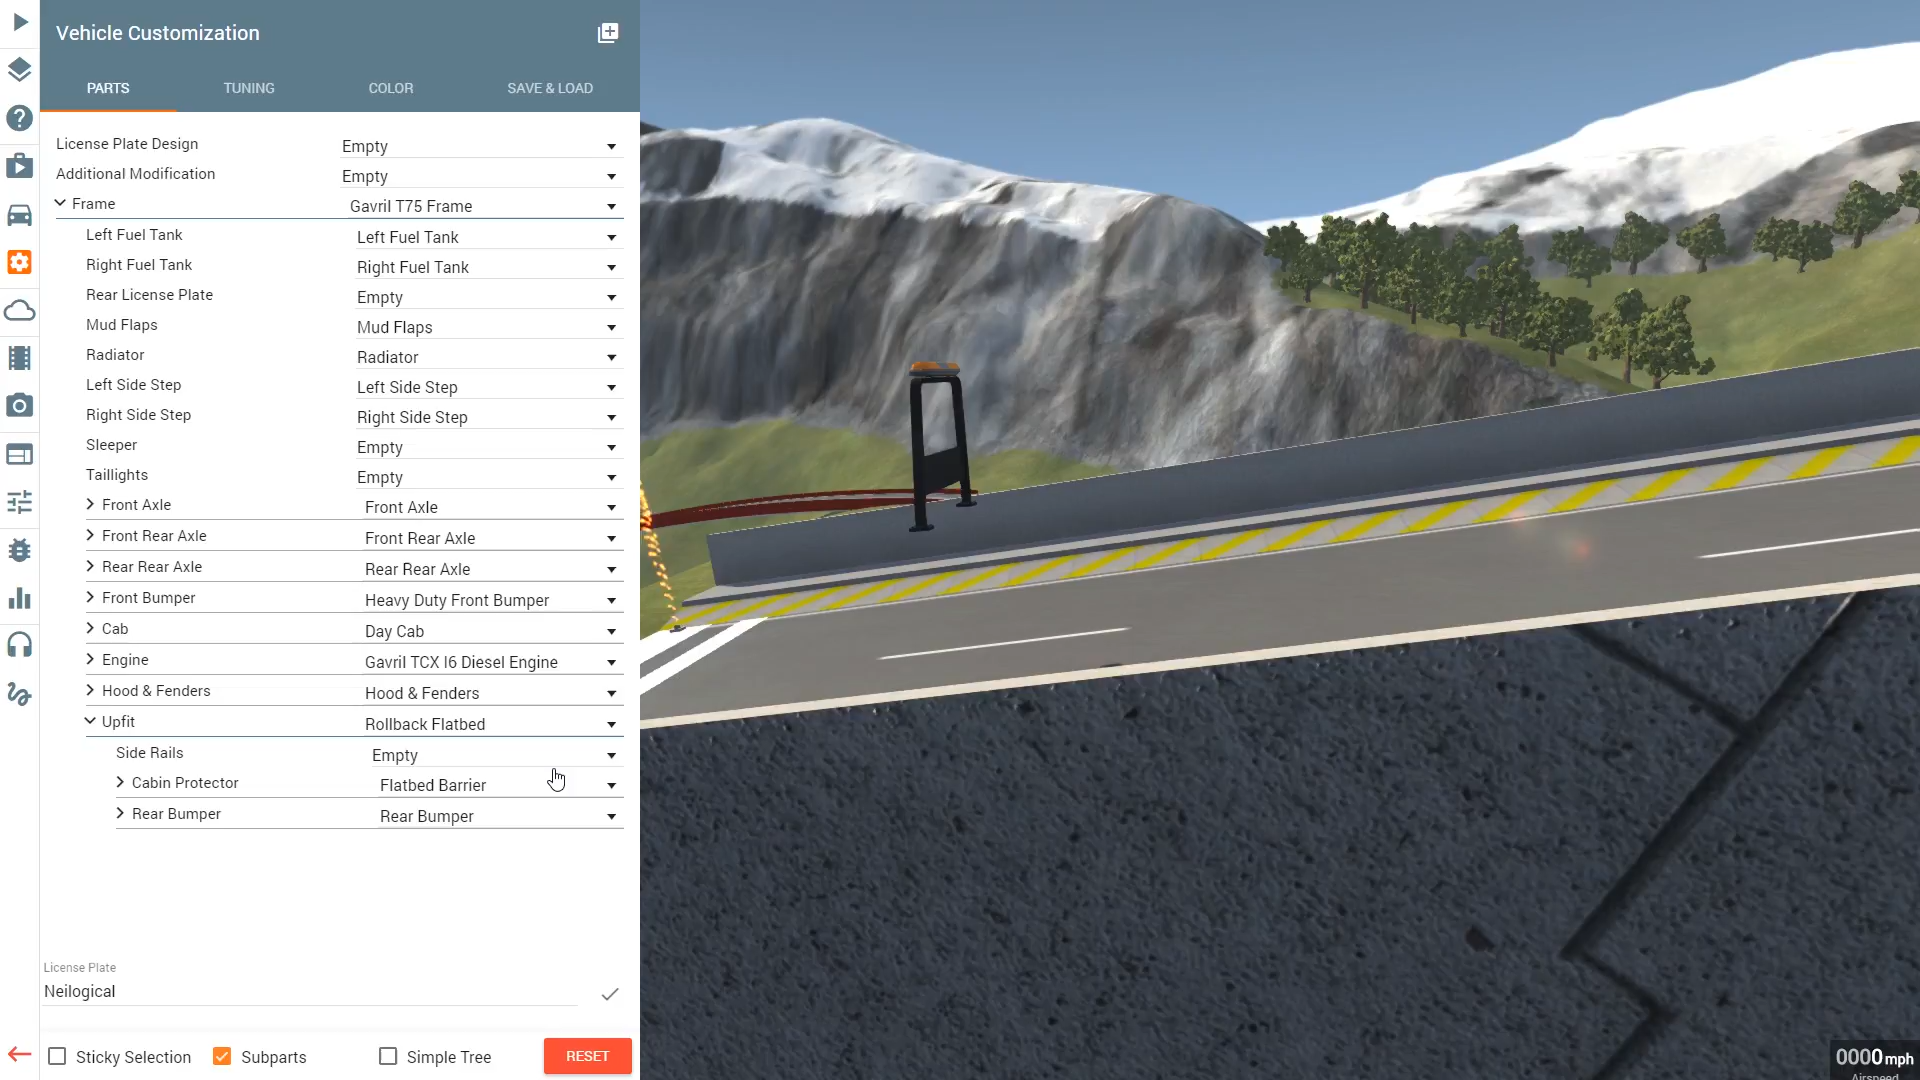 Vehicle Customization
PARTS TUNING COLOR SAVE & LOAD
License Plate Design Empty
Additional Modification Empty
Frame Gavril T75 Frame
Left Fuel Tank Left Fuel Tank
Right Fuel Tank Right Fuel Tank
Rear License Plate Empty
Mud Flaps Mud Flaps
Radiator Radiator
Left Side Step Left Side Step
Right Side Step Right Side Step
Sleeper Empty
Taillights Empty
Front Axle Front Axle
Front Rear Axle Front Rear Axle
Rear Rear Axle Rear Rear Axle
Front Bumper Heavy Duty Front Bumper
Cab Day Cab
Engine Gavril TCX I6 Diesel Engine
Hood & Fenders Hood & Fenders
Upfit Rollback Flatbed
Side Rails Empty
Cabin Protector Flatbed Barrier
Rear Bumper Rear Bumper
License Plate
Neilogical
Sticky Selection Subparts Simple Tree RESET
0000 mph
Airspeed